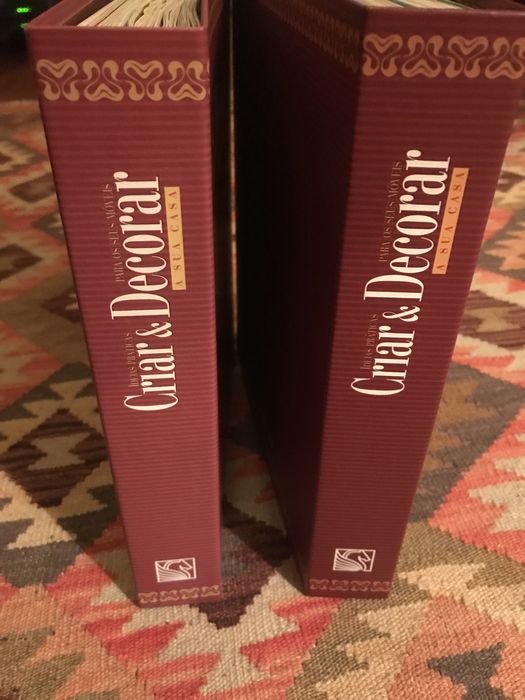 IDEIAS PRÁTICAS PARA OS SEUS MÓVEIS
Criar & Decorar
A SUA CASA
IDEIAS PRÁTICAS PARA OS SEUS MÓVEIS
Criar & Decorar
A SUA CASA